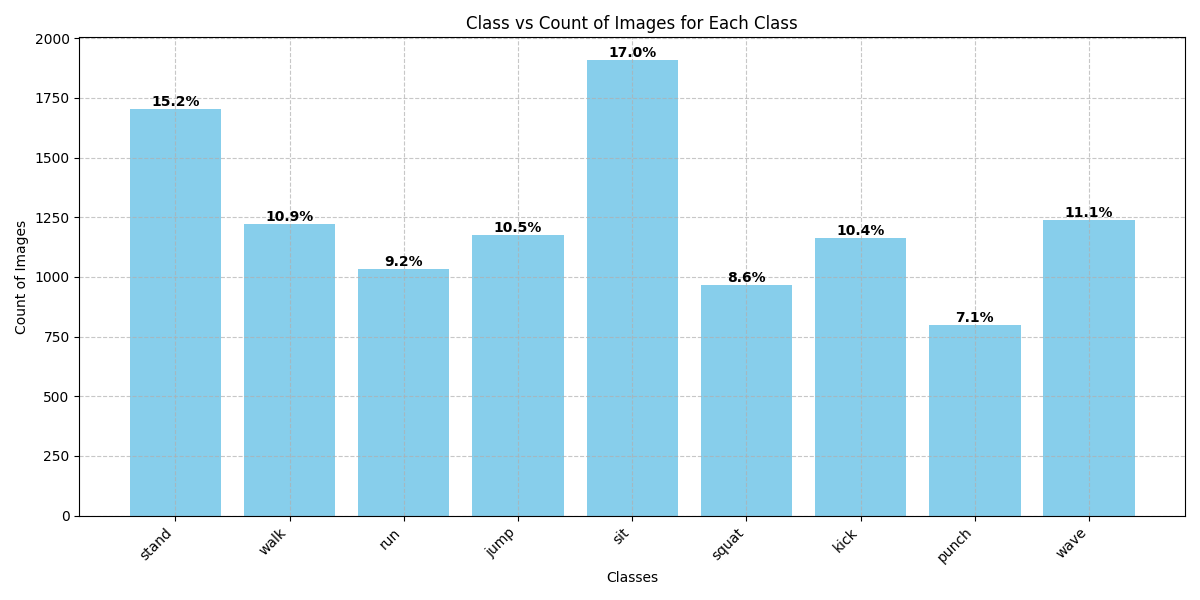 Class vs Count of Images for Each Class
Count of Images
2000
1750
1500
1250
1000
750
500
250
0
15.2%
10.9%
9.2%
10.5%
17.0%
8.6%
10.4%
7.1%
11.1%
stand
walk
run
jump
sit
squat
kick
punch
wave
Classes